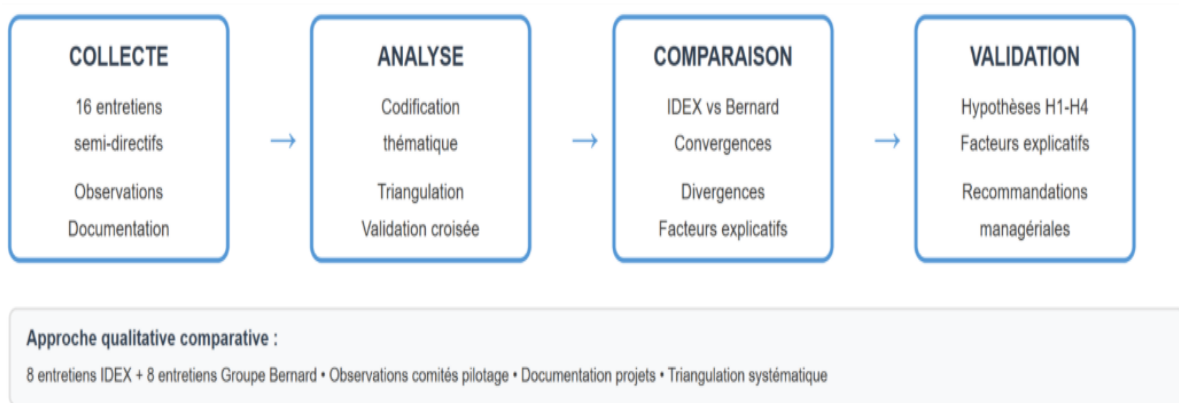 COLLECTE
16 entretiens
semi-directifs
Observations
Documentation
→
ANALYSE
Codification
thématique
Triangulation
Validation croisée
→
COMPARAISON
IDEX vs Bernard
Convergences
Divergences
Facteurs explicatifs
→
VALIDATION
Hypothèses H1-H4
Facteurs explicatifs
Recommandations
managériales
Approche qualitative comparative :
8 entretiens IDEX + 8 entretiens Groupe Bernard • Observations comités pilotage • Documentation projets • Triangulation systématique